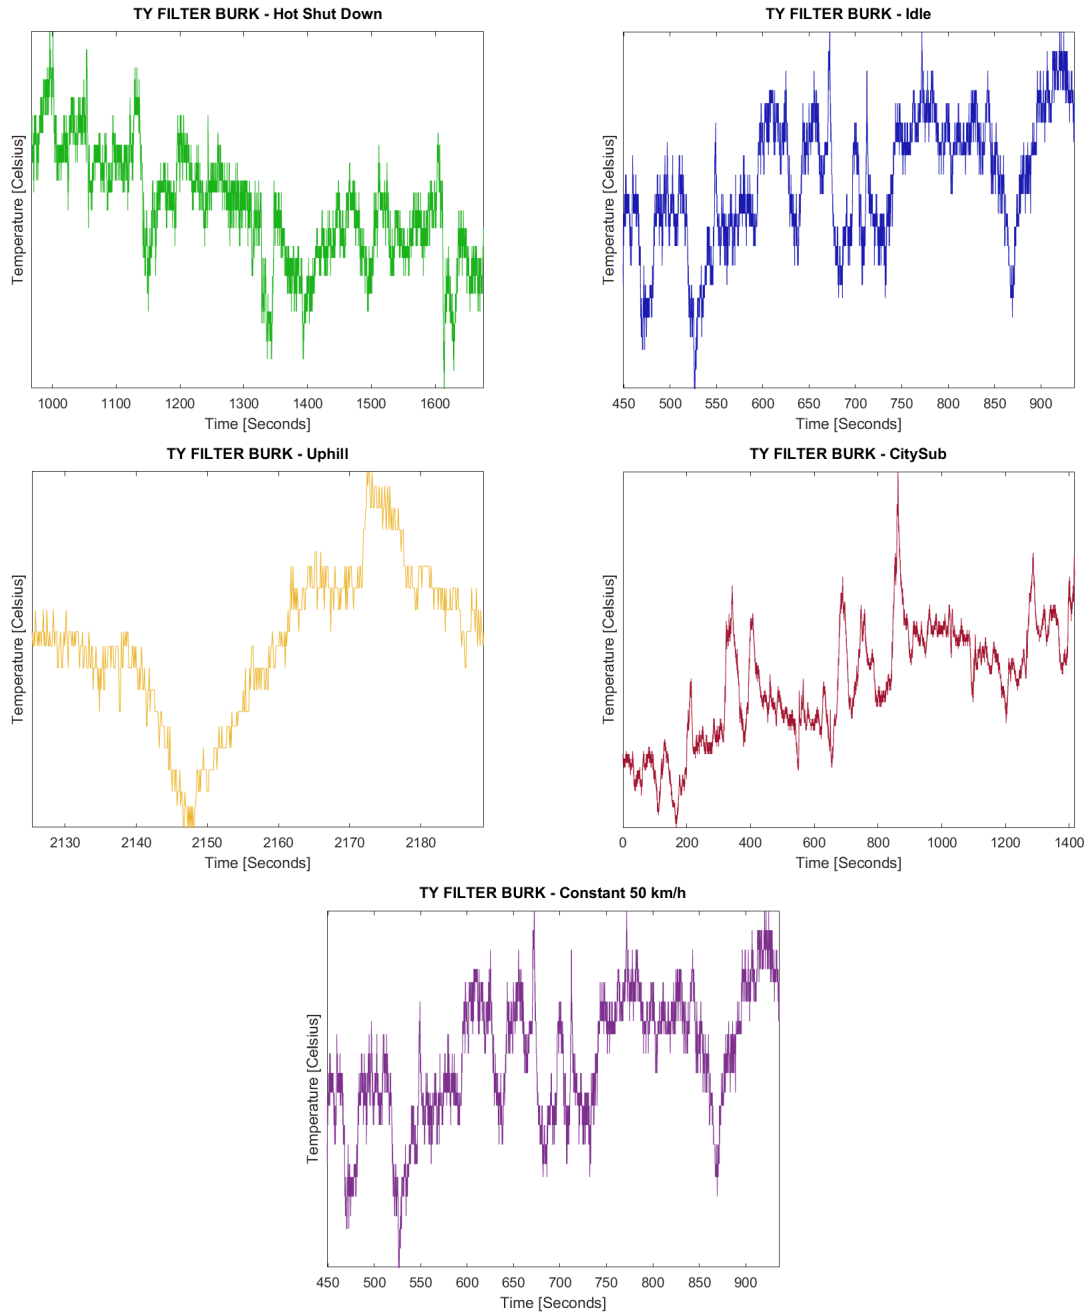 TY FILTER BURK - Hot Shut Down
Temperature [Celsius]
1000 1100 1200 1300 1400 1500 1600
Time [Seconds]
TY FILTER BURK - Idle
Temperature [Celsius]
450 500 550 600 650 700 750 800 850 900
Time [Seconds]
TY FILTER BURK - Uphill
Temperature [Celsius]
2130 2140 2150 2160 2170 2180
Time [Seconds]
TY FILTER BURK - CitySub
Temperature [Celsius]
0 200 400 600 800 1000 1200 1400
Time [Seconds]
TY FILTER BURK - Constant 50 km/h
Temperature [Celsius]
450 500 550 600 650 700 750 800 850 900
Time [Seconds]